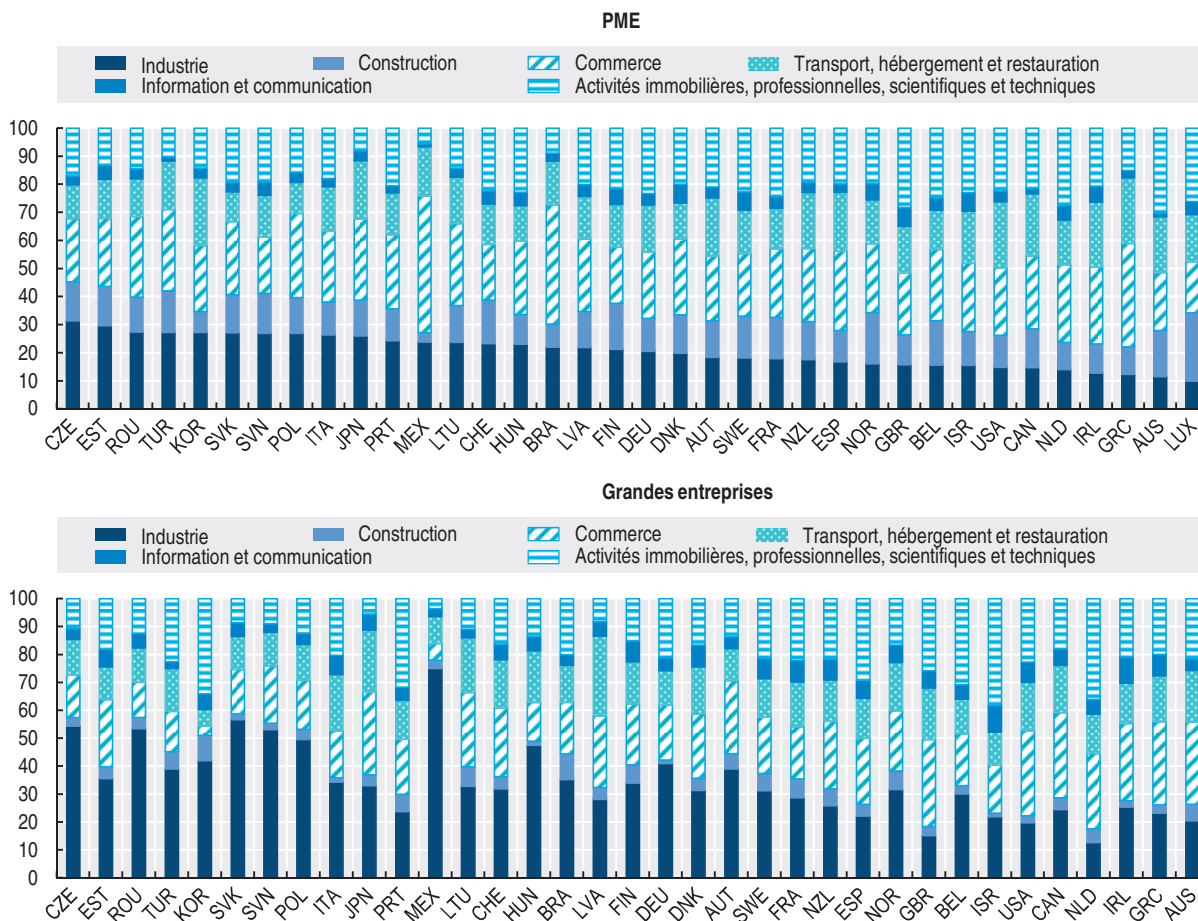 PME
Industrie Construction Commerce Transport, hébergement et restauration
Information et communication Activités immobilières, professionnelles, scientifiques et techniques
100
90
80
70
60
50
40
30
20
10
0
CZE EST ROU TUR KOR SVK SVN POL ITA JPN PRT MEX LTU CHE HUN BRA LVA FIN DEU DNK AUT SWE FRA NZL ESP NOR GBR BEL ISR USA CAN NLD IRL GRC AUS LUX
Grandes entreprises
Industrie Construction Commerce Transport, hébergement et restauration
Information et communication Activités immobilières, professionnelles, scientifiques et techniques
100
90
80
70
60
50
40
30
20
10
0
CZE EST ROU TUR KOR SVK SVN POL ITA JPN PRT MEX LTU CHE HUN BRA LVA FIN DEU DNK AUT SWE FRA NZL ESP NOR GBR BEL ISR USA CAN NLD IRL GRC AUS